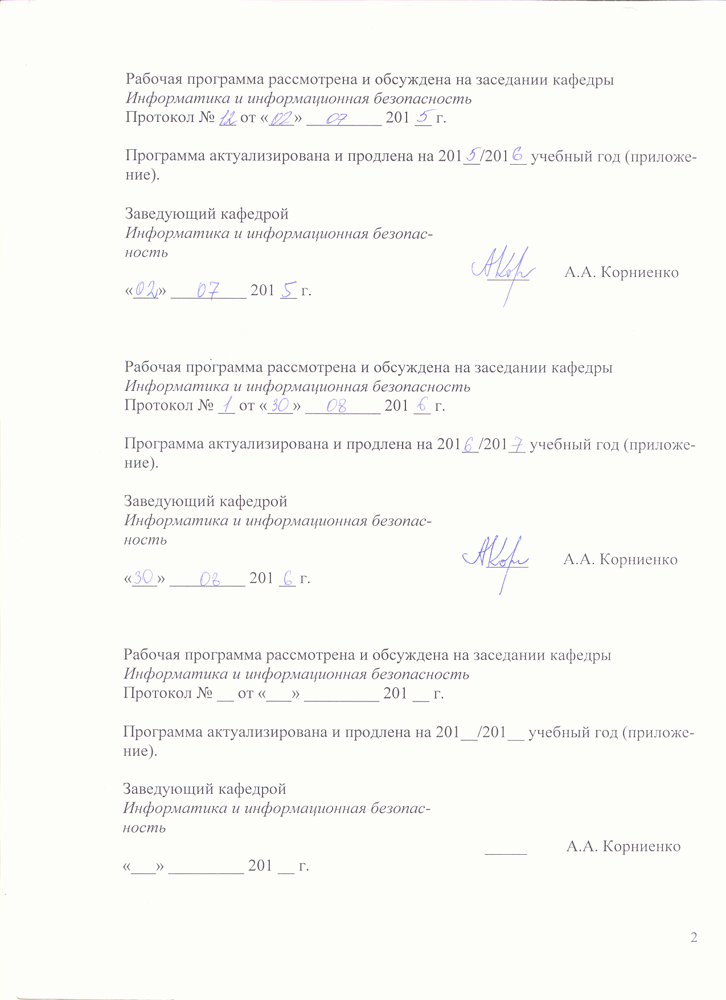 Рабочая программа рассмотрена и обсуждена на заседании кафедры
Информатика и информационная безопасность
Протокол № 12 от «02» 07 201 5 г.
Программа актуализирована и продлена на 2015/2016 учебный год (приложе-
ние).
Заведующий кафедрой
Информатика и информационная безопас-
ность
АКор А.А. Корниенко
«02» 07 201 5 г.
Рабочая программа рассмотрена и обсуждена на заседании кафедры
Информатика и информационная безопасность
Протокол № 1 от «30» 08 201 6 г.
Программа актуализирована и продлена на 2016/2017 учебный год (приложе-
ние).
Заведующий кафедрой
Информатика и информационная безопас-
ность
АКор А.А. Корниенко
«30» 08 201 6 г.
Рабочая программа рассмотрена и обсуждена на заседании кафедры
Информатика и информационная безопасность
Протокол № __ от «___» _________ 201 __ г.
Программа актуализирована и продлена на 201__/201__ учебный год (приложе-
ние).
Заведующий кафедрой
Информатика и информационная безопас-
ность
_____ А.А. Корниенко
«___» _________ 201 __ г.
2